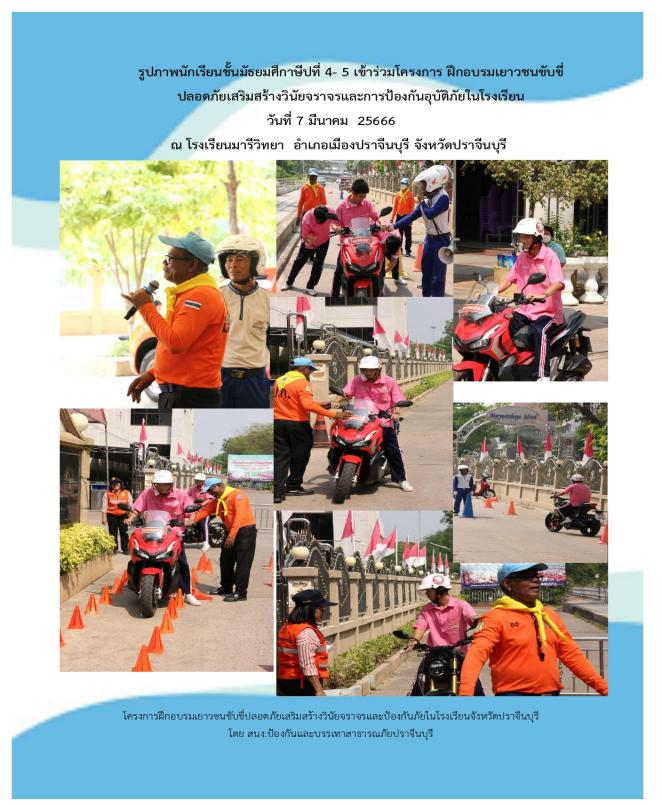 รูปภาพนักเรียนชั้นมัธยมศึกาษีปที่ 4- 5 เข้าร่วมโครงการ ฝึกอบรมเยาวชนขับขี่
ปลอดภัยเสริมสร้างวินัยจราจรและการป้องกันอุบัติภัยในโรงเรียน
วันที่ 7 มีนาคม 25666
ณ โรงเรียนมารีวิทยา อำเภอเมืองปราจีนบุรี จังหวัดปราจีนบุรี
โครงการฝึกอบรมเยาวชนขับขี่ปลอดภัยเสริมสร้างวินัยจราจรและป้องกันภัยในโรงเรียนจังหวัดปราจีนบุรี
โดย สนง.ป้องกันและบรรเทาสาธารณภัยปราจีนบุรี